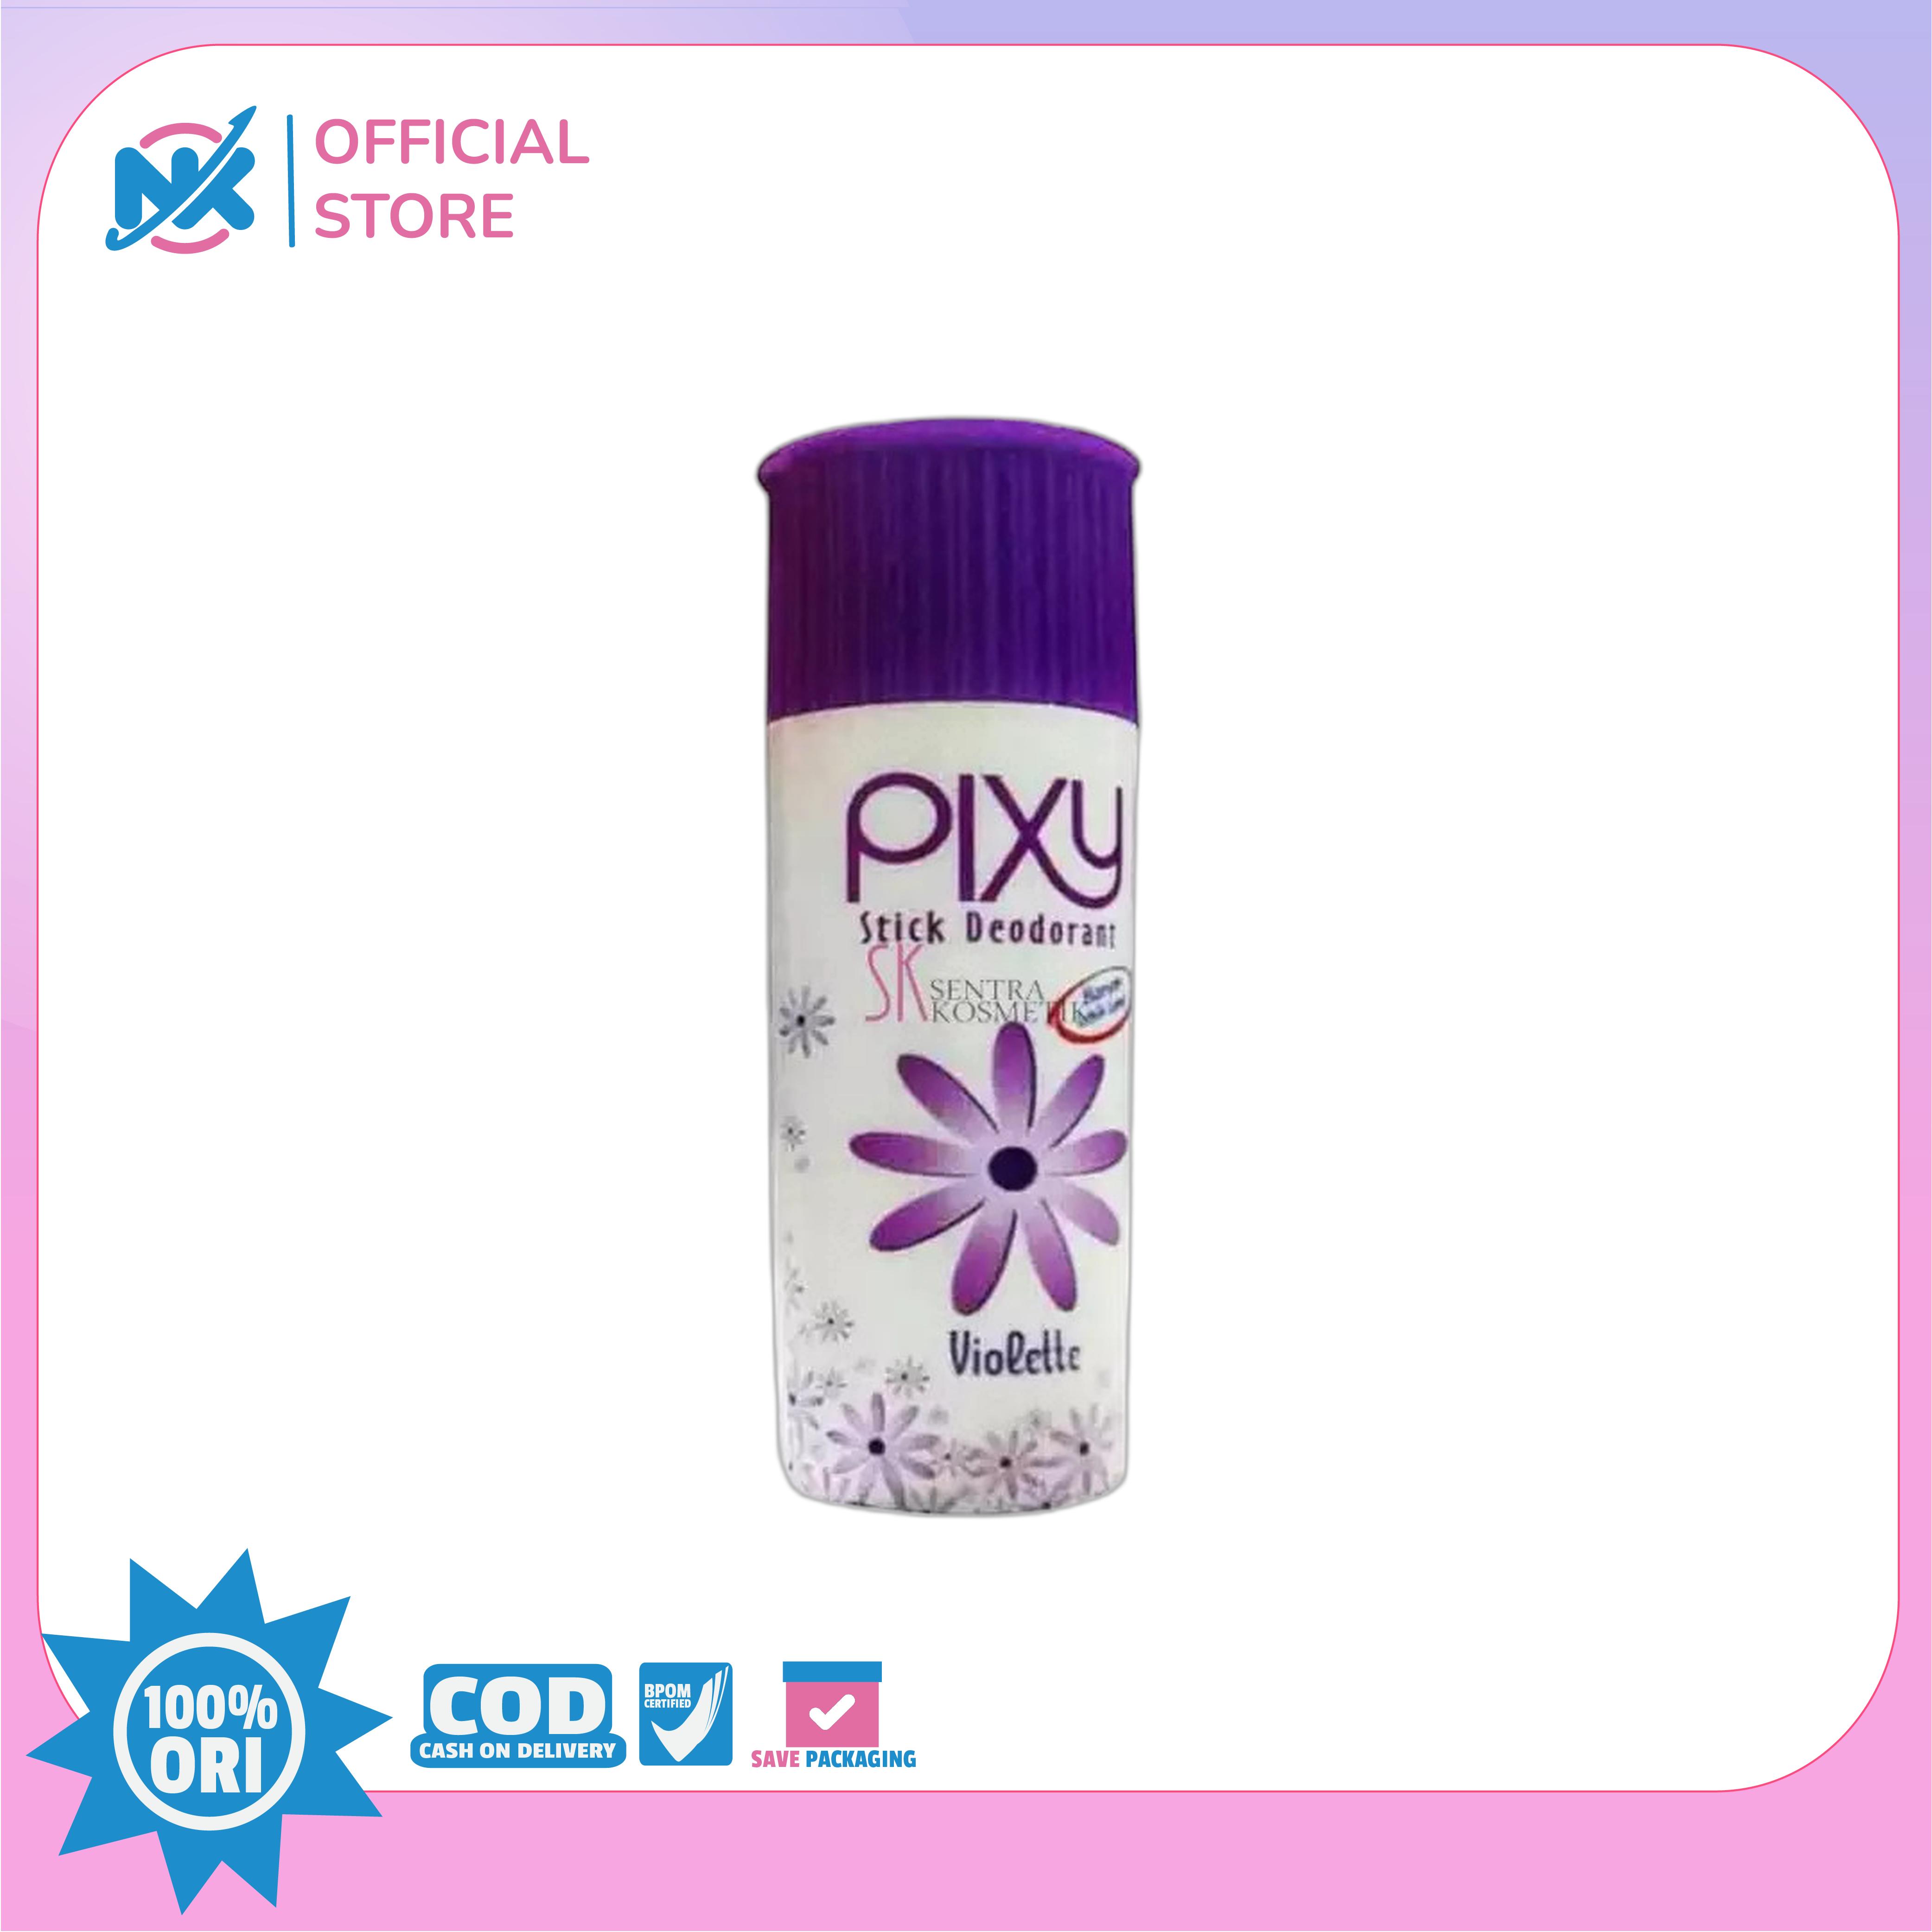 NK
OFFICIAL
STORE
PIXY
Stick Deodorant
SK SENTRA
KOSMETIK
Violette
100%
ORI
COD
CASH ON DELIVERY
BPOM
CERTIFIED
SAVE PACKAGING